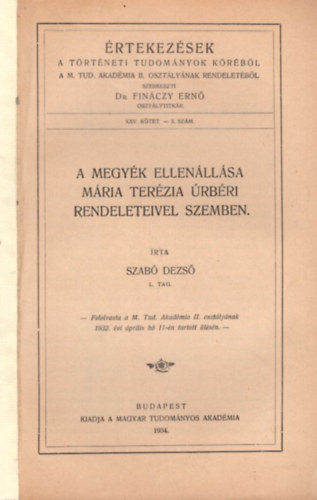 ÉRTEKEZÉSEK
A TÖRTÉNETI TUDOMÁNYOK KÖRÉBŐL
A M. TUD. AKADÉMIA II. OSZTÁLYÁNAK RENDELETÉBŐL
SZERKESZTI
DR. FINÁCZY ERNŐ
OSZTÁLYTITKÁR
XXV. KÖTET — SZÁM.
A MEGYÉK ELLENÁLLÁSA
MÁRIA TERÉZIA ÚRBÉRI
RENDELETEIVEL SZEMBEN.
ÍRTA
SZABÓ DEZSŐ
L. TAG.
— Felolvasta a M. Tud. Akadémia II. osztályának
1932. évi április hó 11-én tartott ülésén. —
BUDAPEST
KIADJA A MAGYAR TUDOMÁNYOS AKADÉMIA
1934.